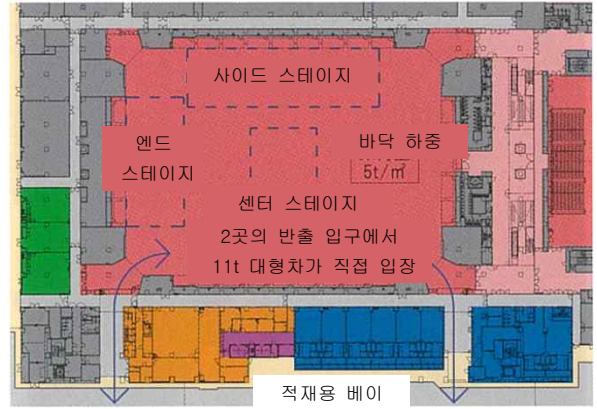 사이드 스테이지
엔드
스테이지
바닥 하중
5t/㎡
센터 스테이지
2곳의 반출 입구에서
11t 대형차가 직접 입장
적재용 베이